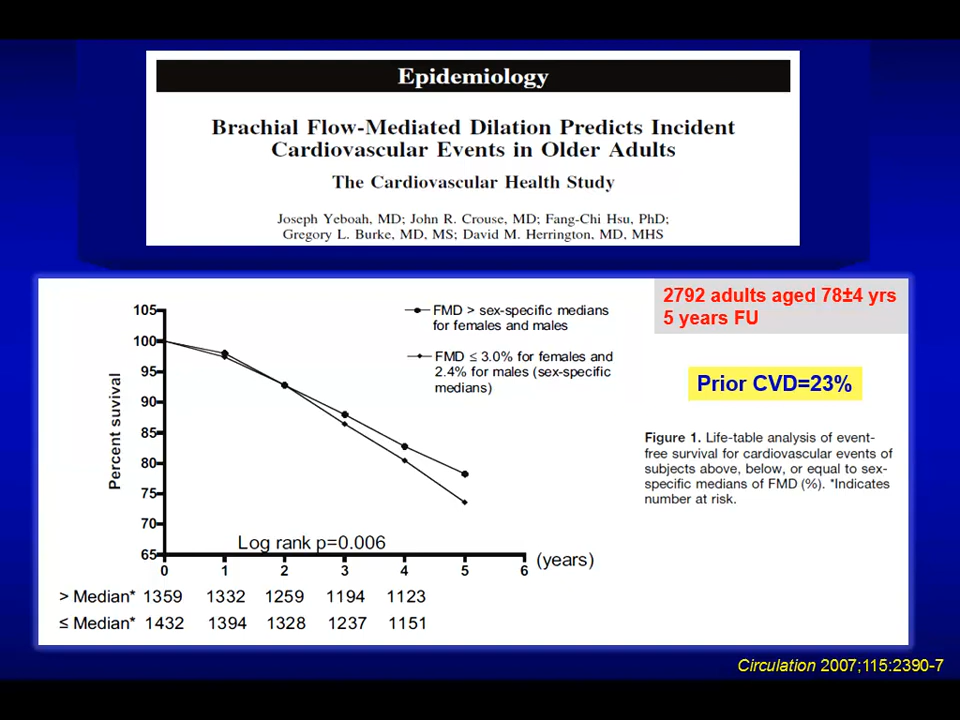 Epidemiology
Brachial Flow-Mediated Dilation Predicts Incident
Cardiovascular Events in Older Adults
The Cardiovascular Health Study
Joseph Yeboah, MD; John R. Crouse, MD; Fang-Chi Hsu, PhD;
Gregory L. Burke, MD, MS; David M. Herrington, MD, MHS
2792 adults aged 78±4 yrs
5 years FU
Prior CVD=23%
Figure 1. Life-table analysis of event-
free survival for cardiovascular events of
subjects above, below, or equal to sex-
specific medians of FMD (%). *Indicates
number at risk.
FMD > sex-specific medians
for females and males
FMD ≤ 3.0% for females and
2.4% for males (sex-specific
medians)
Percent suvival
105
100
95
90
85
80
75
70
65
Log rank p=0.006
0 1 2 3 4 5 6 (years)
> Median* 1359 1332 1259 1194 1123
≤ Median* 1432 1394 1328 1237 1151
Circulation 2007;115:2390-7